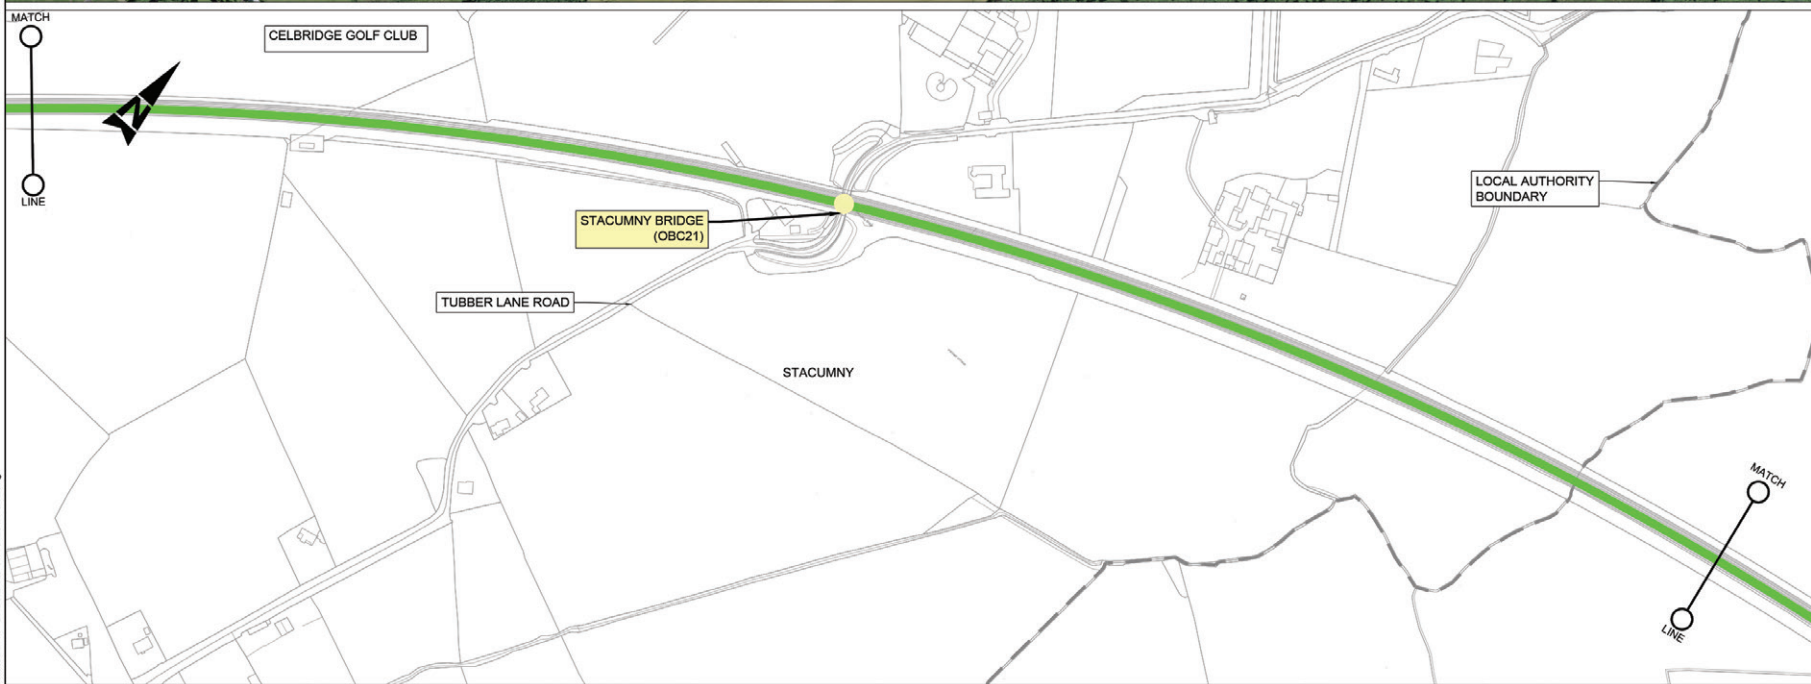 MATCH
CELBRIDGE GOLF CLUB
N
LINE
LOCAL AUTHORITY
BOUNDARY
STACUMNY BRIDGE
(OBC21)
TUBBER LANE ROAD
STACUMNY
MATCH
LINE